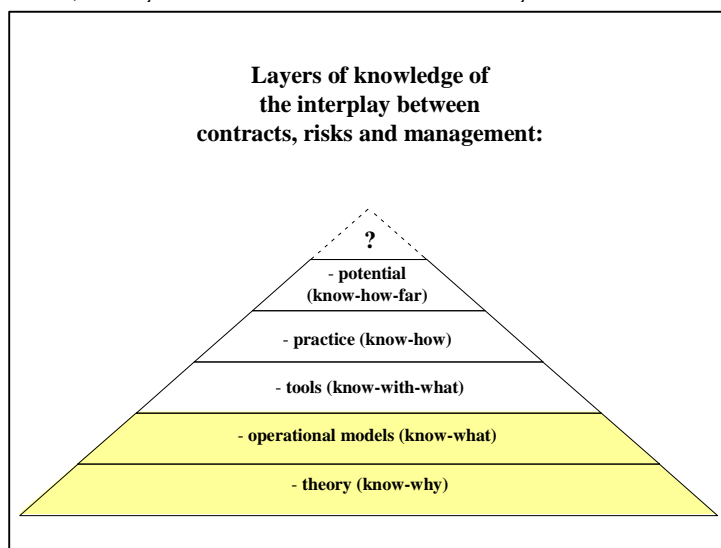 Layers of knowledge of
the interplay between
contracts, risks and management:
?
- potential
(know-how-far)
- practice (know-how)
- tools (know-with-what)
- operational models (know-what)
- theory (know-why)